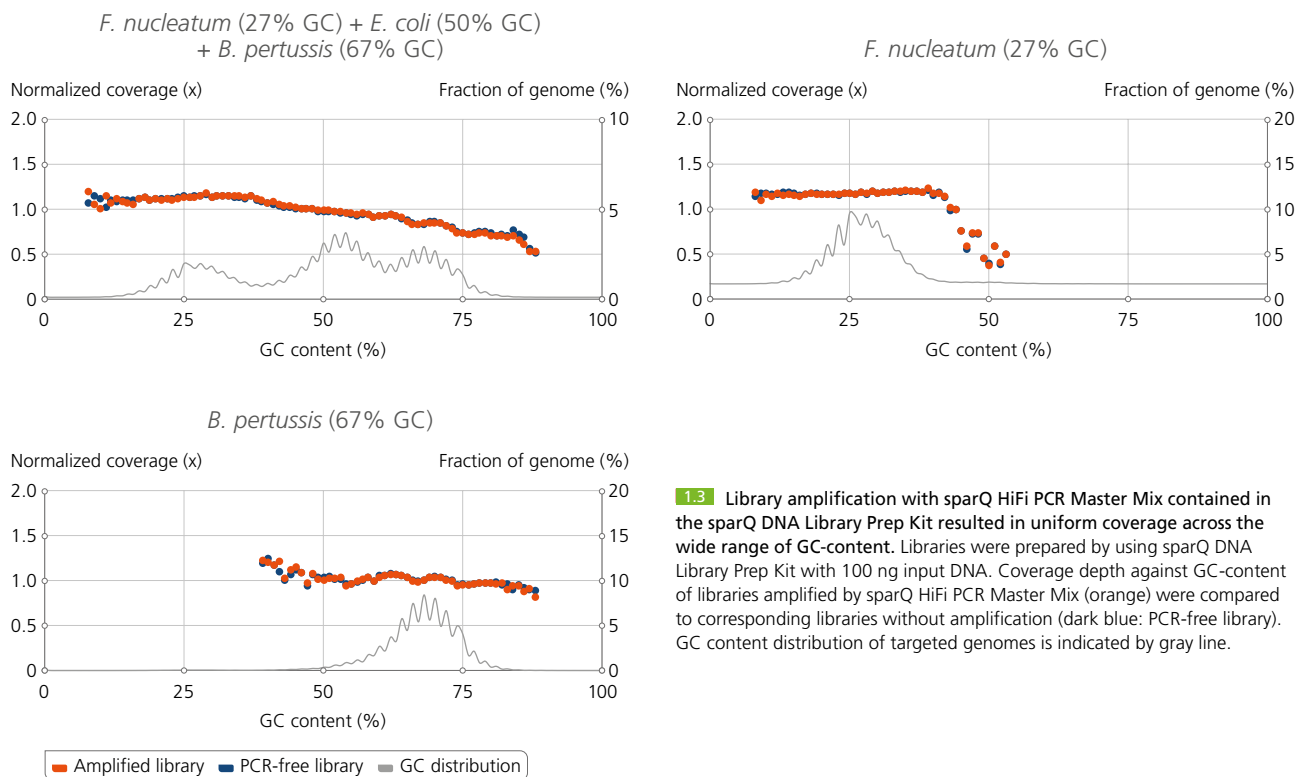 F. nucleatum (27% GC) + E. coli (50% GC)
+ B. pertussis (67% GC)
Normalized coverage (x) Fraction of genome (%)
2.0 10
1.5
1.0 5
0.5
0 0
0 25 50 75 100
GC content (%)
F. nucleatum (27% GC)
Normalized coverage (x) Fraction of genome (%)
2.0 20
1.5 15
1.0 10
0.5 5
0 0
0 25 50 75 100
GC content (%)
B. pertussis (67% GC)
Normalized coverage (x) Fraction of genome (%)
2.0 20
1.5 15
1.0 10
0.5 5
0 0
0 25 50 75 100
GC content (%)
Amplified library PCR-free library GC distribution
1.3 Library amplification with sparQ HiFi PCR Master Mix contained in
the sparQ DNA Library Prep Kit resulted in uniform coverage across the
wide range of GC-content. Libraries were prepared by using sparQ DNA
Library Prep Kit with 100 ng input DNA. Coverage depth against GC-content
of libraries amplified by sparQ HiFi PCR Master Mix (orange) were compared
to corresponding libraries without amplification (dark blue: PCR-free library).
GC content distribution of targeted genomes is indicated by gray line.